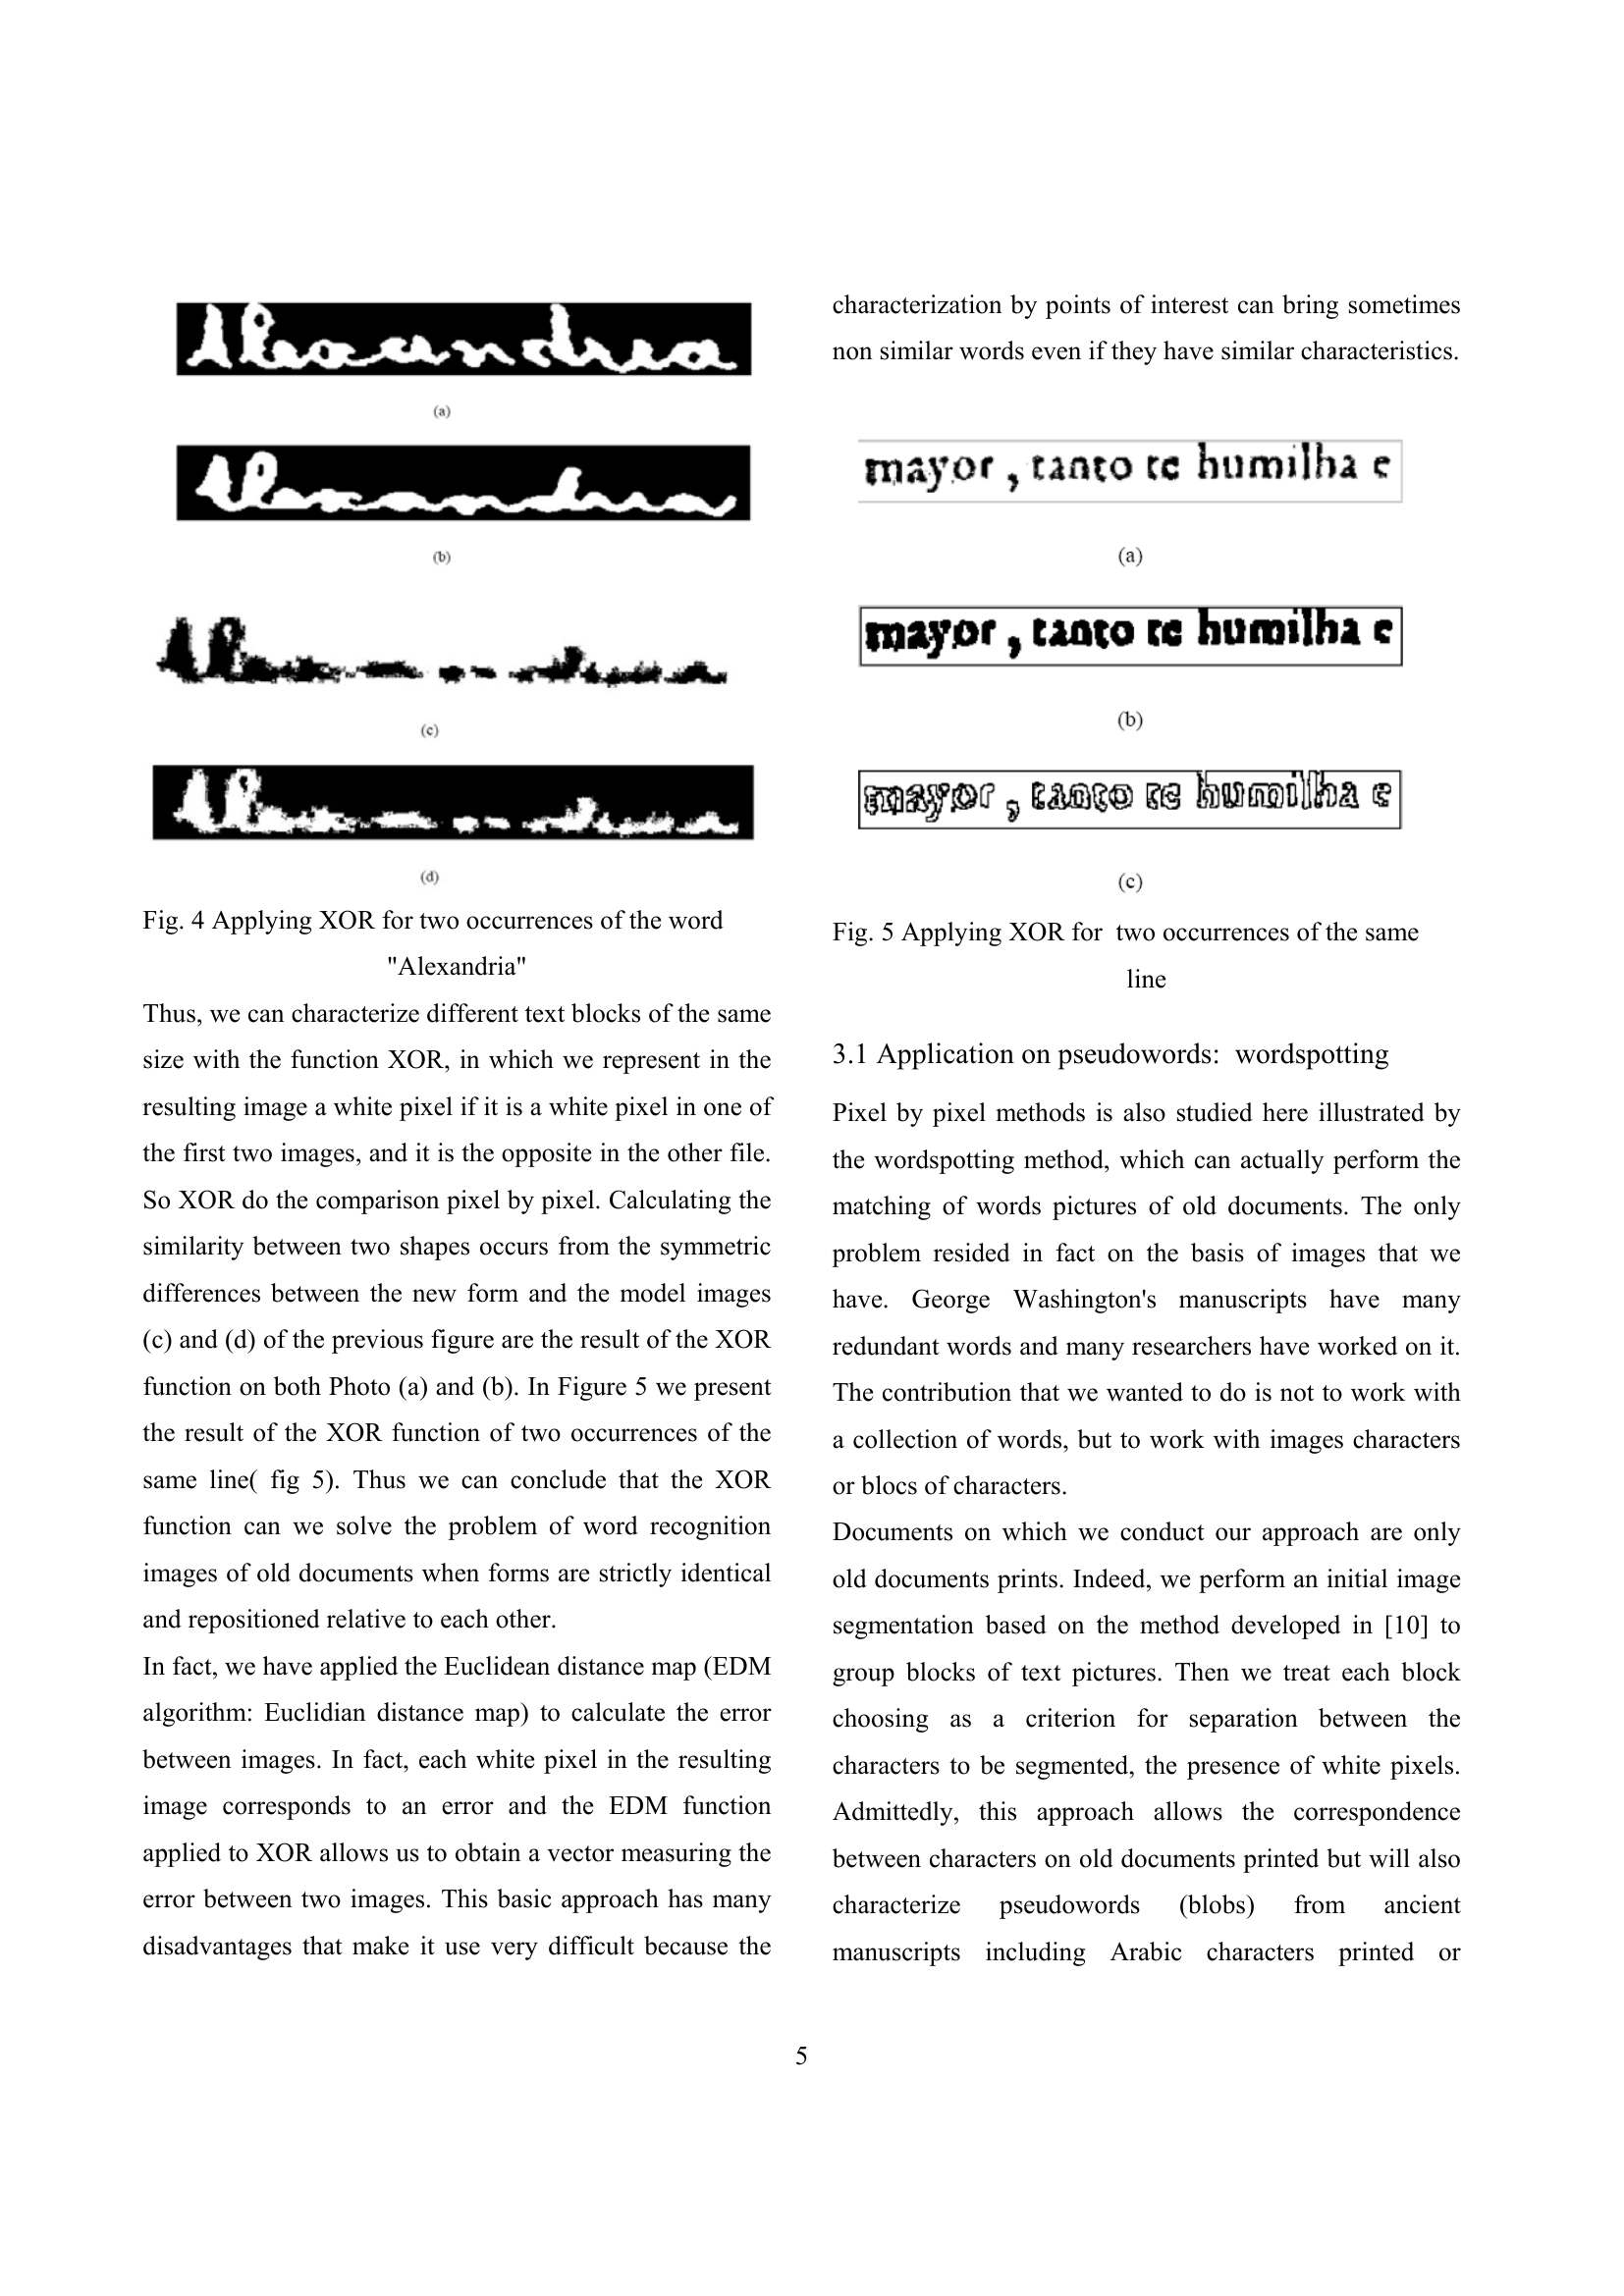 Alexandria
(a)
Alexandria
(b)
(c)
(d)
Fig. 4 Applying XOR for two occurrences of the word
"Alexandria"
Thus, we can characterize different text blocks of the same
size with the function XOR, in which we represent in the
resulting image a white pixel if it is a white pixel in one of
the first two images, and it is the opposite in the other file.
So XOR do the comparison pixel by pixel. Calculating the
similarity between two shapes occurs from the symmetric
differences between the new form and the model images
(c) and (d) of the previous figure are the result of the XOR
function on both Photo (a) and (b). In Figure 5 we present
the result of the XOR function of two occurrences of the
same line( fig 5). Thus we can conclude that the XOR
function can we solve the problem of word recognition
images of old documents when forms are strictly identical
and repositioned relative to each other.
In fact, we have applied the Euclidean distance map (EDM
algorithm: Euclidian distance map) to calculate the error
between images. In fact, each white pixel in the resulting
image corresponds to an error and the EDM function
applied to XOR allows us to obtain a vector measuring the
error between two images. This basic approach has many
disadvantages that make it use very difficult because the
characterization by points of interest can bring sometimes
non similar words even if they have similar characteristics.
mayor , tanto te humilha e
(a)
mayor , tanto te humilha e
(b)
mayor , tanto te humilha e
(c)
Fig. 5 Applying XOR for two occurrences of the same
line
3.1 Application on pseudowords: wordspotting
Pixel by pixel methods is also studied here illustrated by
the wordspotting method, which can actually perform the
matching of words pictures of old documents. The only
problem resided in fact on the basis of images that we
have. George Washington's manuscripts have many
redundant words and many researchers have worked on it.
The contribution that we wanted to do is not to work with
a collection of words, but to work with images characters
or blocs of characters.
Documents on which we conduct our approach are only
old documents prints. Indeed, we perform an initial image
segmentation based on the method developed in [10] to
group blocks of text pictures. Then we treat each block
choosing as a criterion for separation between the
characters to be segmented, the presence of white pixels.
Admittedly, this approach allows the correspondence
between characters on old documents printed but will also
characterize pseudowords (blobs) from ancient
manuscripts including Arabic characters printed or
5